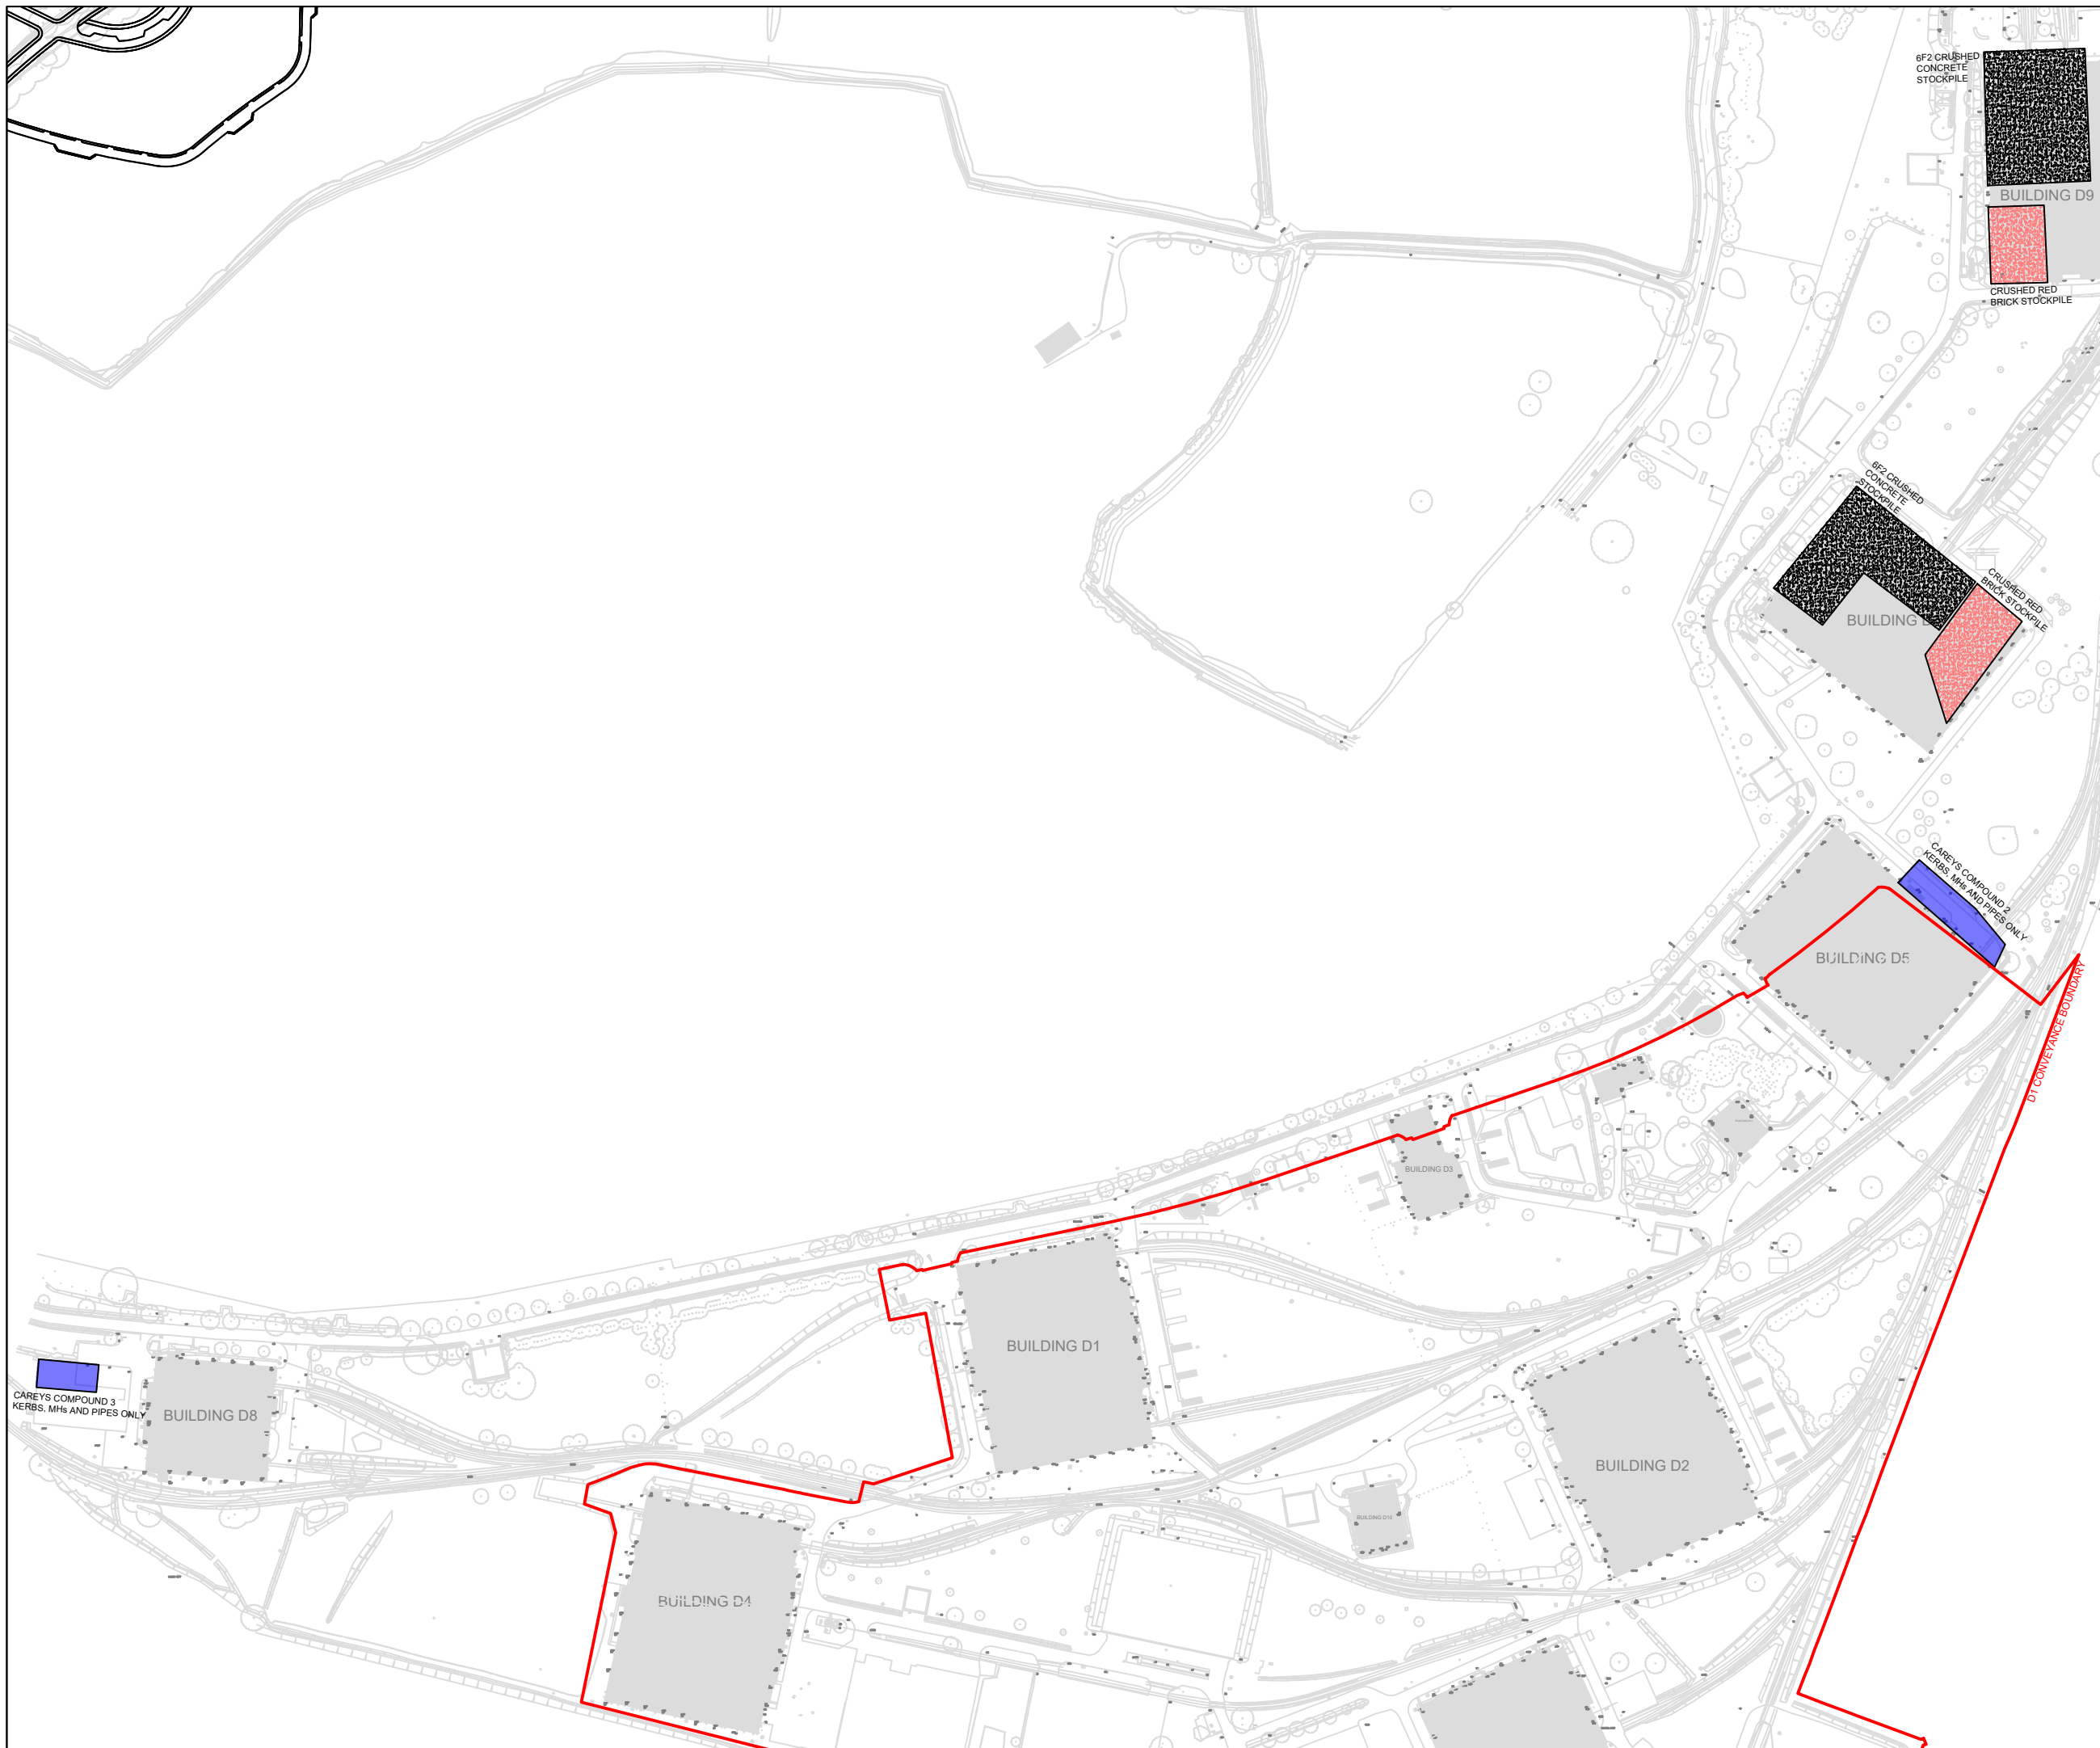 6F2 CRUSHED
CONCRETE
STOCKPILE
BUILDING D9
CRUSHED RED
BRICK STOCKPILE
6F2 CRUSHED
CONCRETE
STOCKPILE
CRUSHED RED
BRICK STOCKPILE
BUILDING
CAREYS COMPOUND 2
KERBS, MHs AND PIPES ONLY
BUILDING D5
D1 CONVEYANCE BOUNDARY
BUILDING D3
BUILDING D1
CAREYS COMPOUND 3
KERBS, MHs AND PIPES ONLY
BUILDING D8
BUILDING D2
BUILDING D10
BUILDING D4